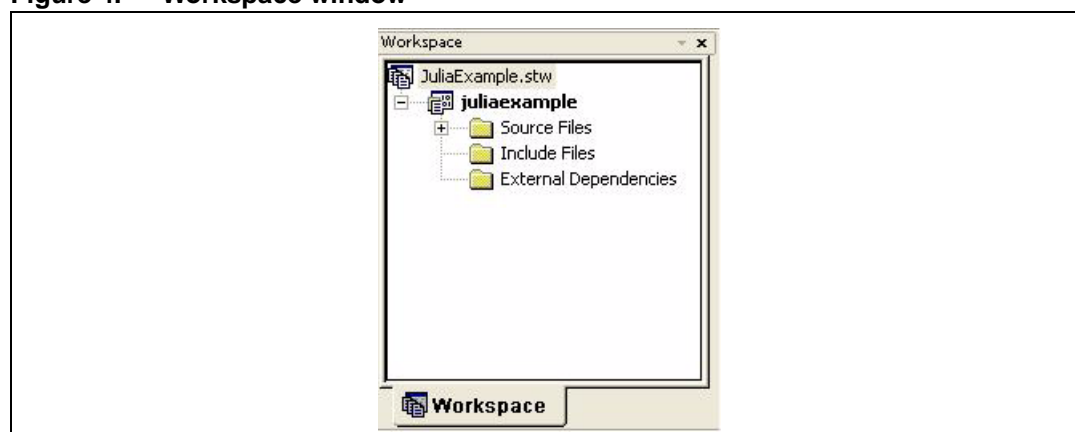 Figure 4. Workspace window
Workspace
JuliaExample.stw
juliaexample
Source Files
Include Files
External Dependencies
Workspace